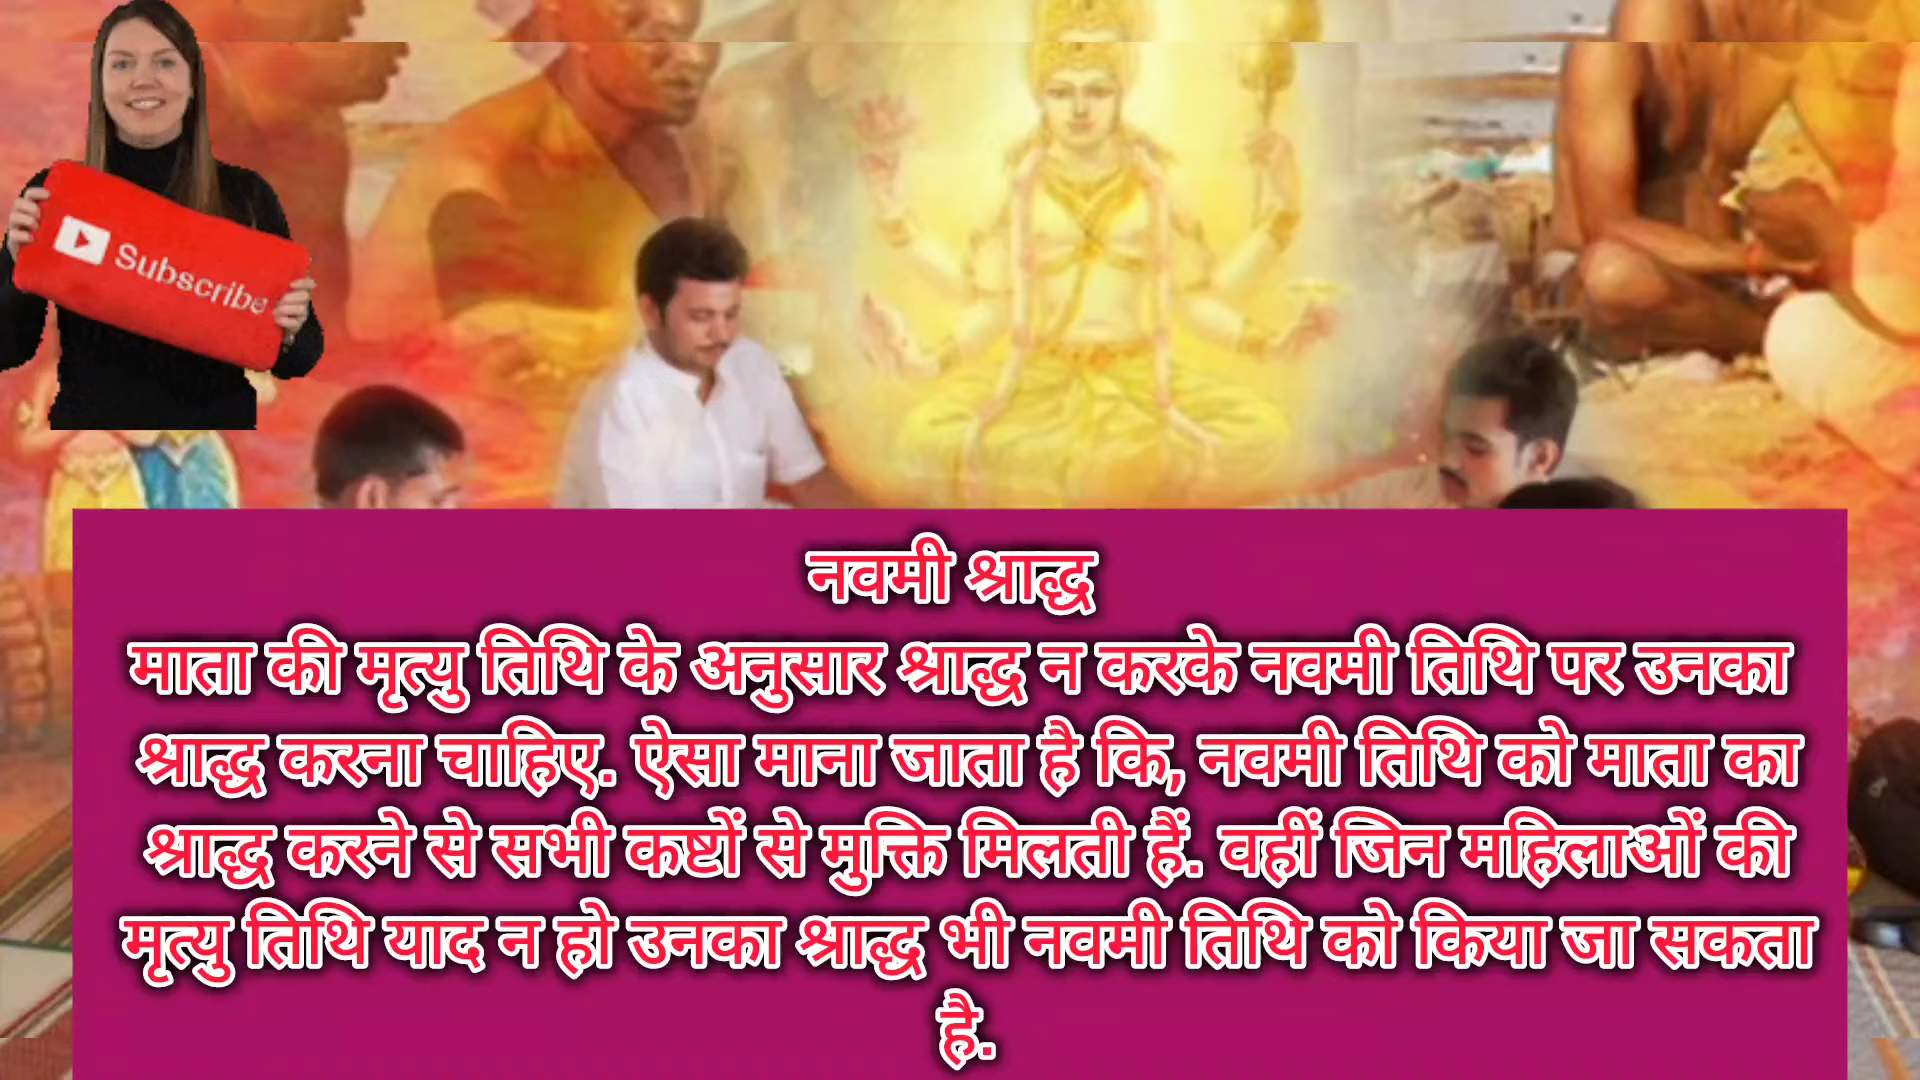 Subscribe
नवमी श्राद्ध
माता की मृत्यु तिथि के अनुसार श्राद्ध न करके नवमी तिथि पर उनका
श्राद्ध करना चाहिए. ऐसा माना जाता है कि, नवमी तिथि को माता का
श्राद्ध करने से सभी कष्टों से मुक्ति मिलती हैं. वहीं जिन महिलाओं की
मृत्यु तिथि याद न हो उनका श्राद्ध भी नवमी तिथि को किया जा सकता
है.